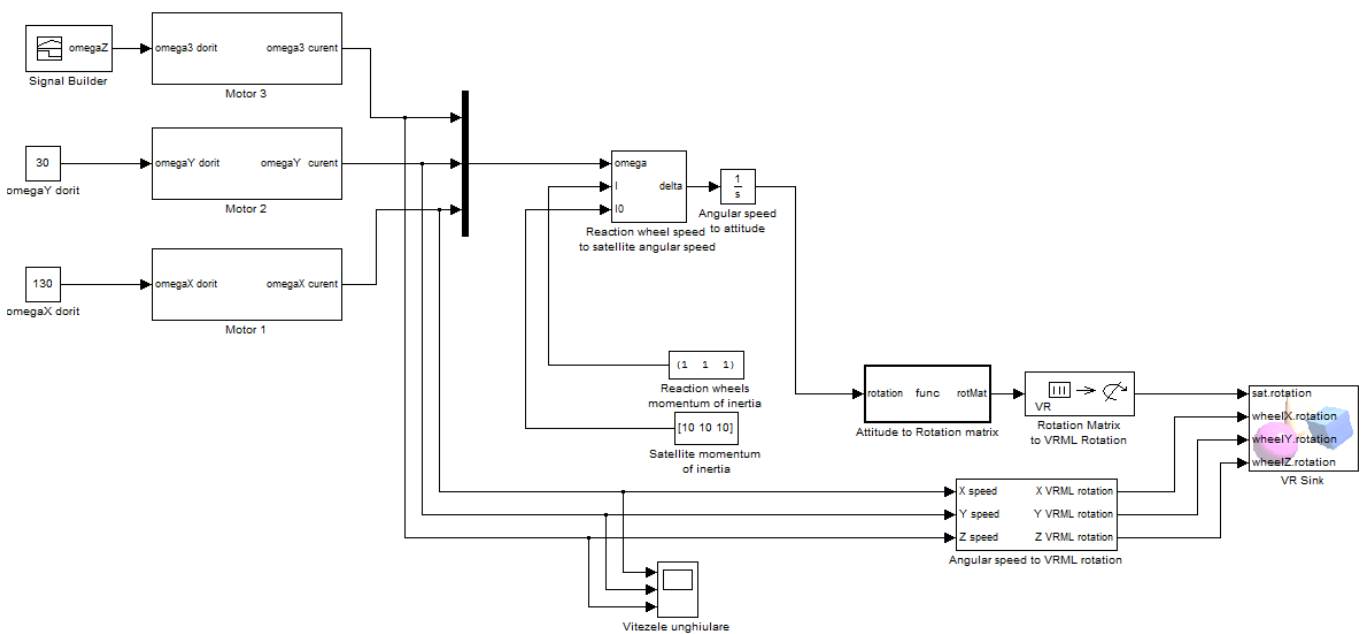 omegaZ
Signal Builder
omega3 dorit omega3 curent
Motor 3
30
omegaY dorit
omegaY dorit omegaY curent
Motor 2
130
omegaX dorit
omegaX dorit omegaX curent
Motor 1
omega
I delta
I0
Reaction wheel speed
to satellite angular speed
1
s
Angular speed
to attitude
(1 1 1)
Reaction wheels
momentum of inertia
[10 10 10]
Satellite momentum
of inertia
rotation func rotMat
Attitude to Rotation matrix
VR
Rotation Matrix
to VRML Rotation
sat.rotation
wheelX.rotation
wheelY.rotation
wheelZ.rotation
VR Sink
X speed X VRML rotation
Y speed Y VRML rotation
Z speed Z VRML rotation
Angular speed to VRML rotation
Vitezele unghiulare